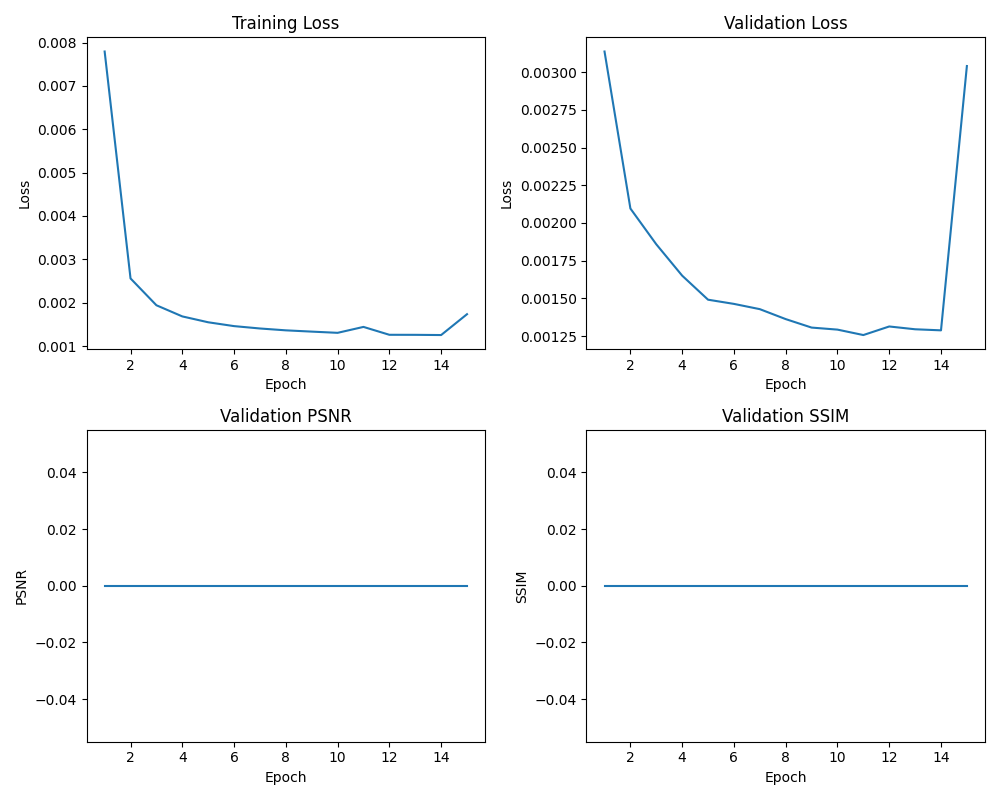 Training Loss
0.008
0.007
0.006
0.005
0.004
0.003
0.002
0.001
Loss
2 4 6 8 10 12 14
Epoch
Validation Loss
0.00300
0.00275
0.00250
0.00225
0.00200
0.00175
0.00150
0.00125
Loss
2 4 6 8 10 12 14
Epoch
Validation PSNR
0.04
0.02
0.00
−0.02
−0.04
PSNR
2 4 6 8 10 12 14
Epoch
Validation SSIM
0.04
0.02
0.00
−0.02
−0.04
SSIM
2 4 6 8 10 12 14
Epoch